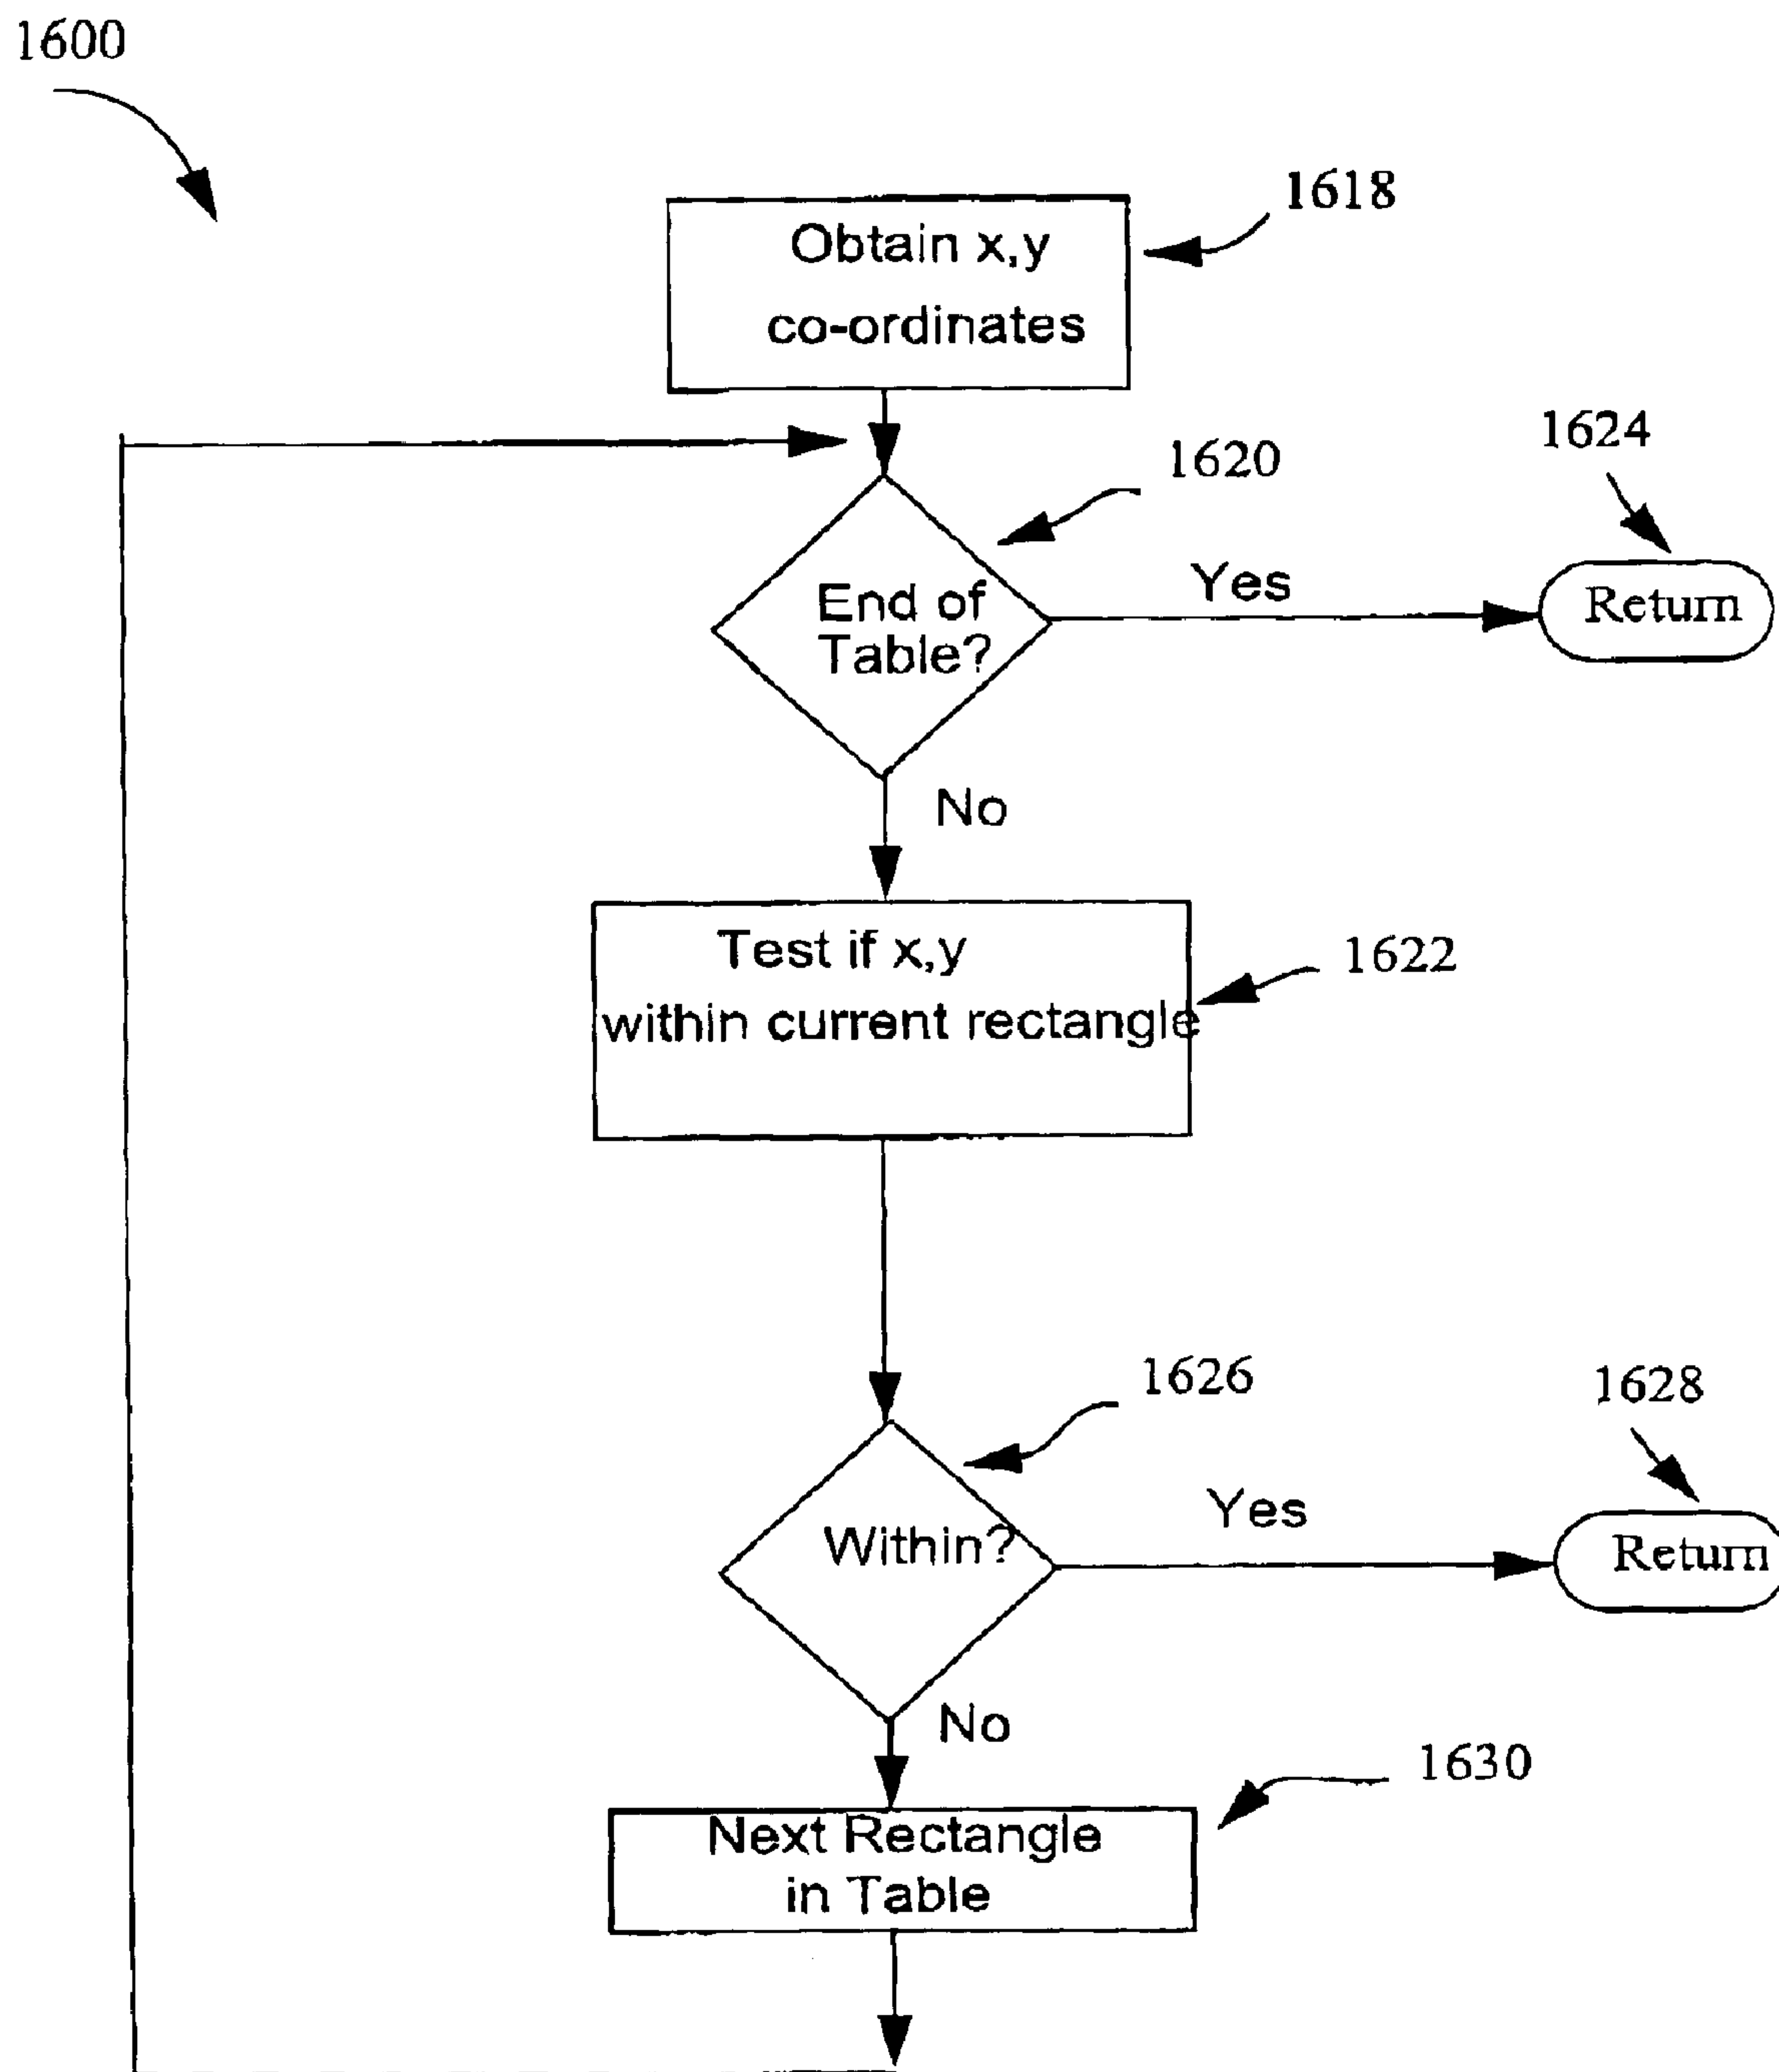 1600
1618
Obtain x,y
co-ordinates
1624
1620
Yes
Return
End of
Table?
No
Test if x,y
within current rectangle
1622
1626
1628
Yes
Within?
Return
No
1630
Next Rectangle
in Table